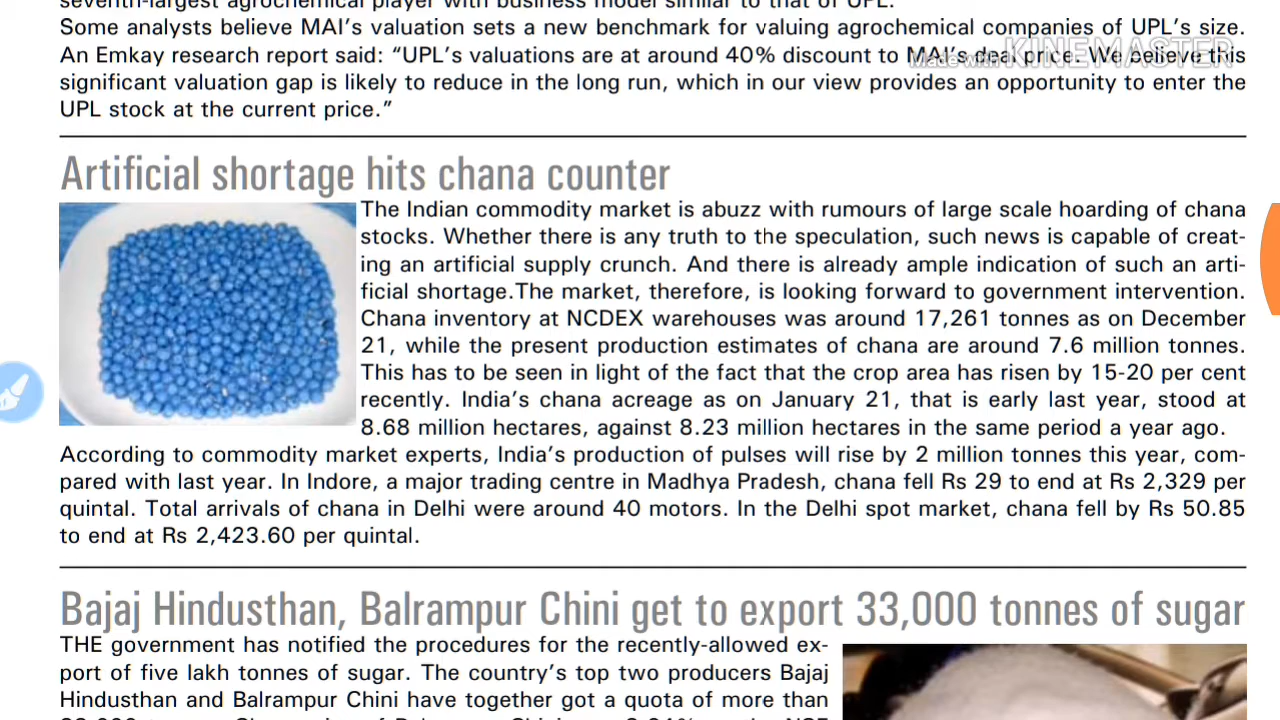 seventh-largest agrochemical player with business model similar to that of UPL.
Some analysts believe MAI's valuation sets a new benchmark for valuing agrochemical companies of UPL's size.
An Emkay research report said: “UPL's valuations are at around 40% discount to MAI's deal price. We believe this
Made with KINEMASTER
significant valuation gap is likely to reduce in the long run, which in our view provides an opportunity to enter the
UPL stock at the current price.”
Artificial shortage hits chana counter
The Indian commodity market is abuzz with rumours of large scale hoarding of chana
stocks. Whether there is any truth to the speculation, such news is capable of creat-
ing an artificial supply crunch. And there is already ample indication of such an arti-
ficial shortage.The market, therefore, is looking forward to government intervention.
Chana inventory at NCDEX warehouses was around 17,261 tonnes as on December
21, while the present production estimates of chana are around 7.6 million tonnes.
This has to be seen in light of the fact that the crop area has risen by 15-20 per cent
recently. India's chana acreage as on January 21, that is early last year, stood at
8.68 million hectares, against 8.23 million hectares in the same period a year ago.
According to commodity market experts, India's production of pulses will rise by 2 million tonnes this year, com-
pared with last year. In Indore, a major trading centre in Madhya Pradesh, chana fell Rs 29 to end at Rs 2,329 per
quintal. Total arrivals of chana in Delhi were around 40 motors. In the Delhi spot market, chana fell by Rs 50.85
to end at Rs 2,423.60 per quintal.
Bajaj Hindusthan, Balrampur Chini get to export 33,000 tonnes of sugar
THE government has notified the procedures for the recently-allowed ex-
port of five lakh tonnes of sugar. The country's top two producers Bajaj
Hindusthan and Balrampur Chini have together got a quota of more than